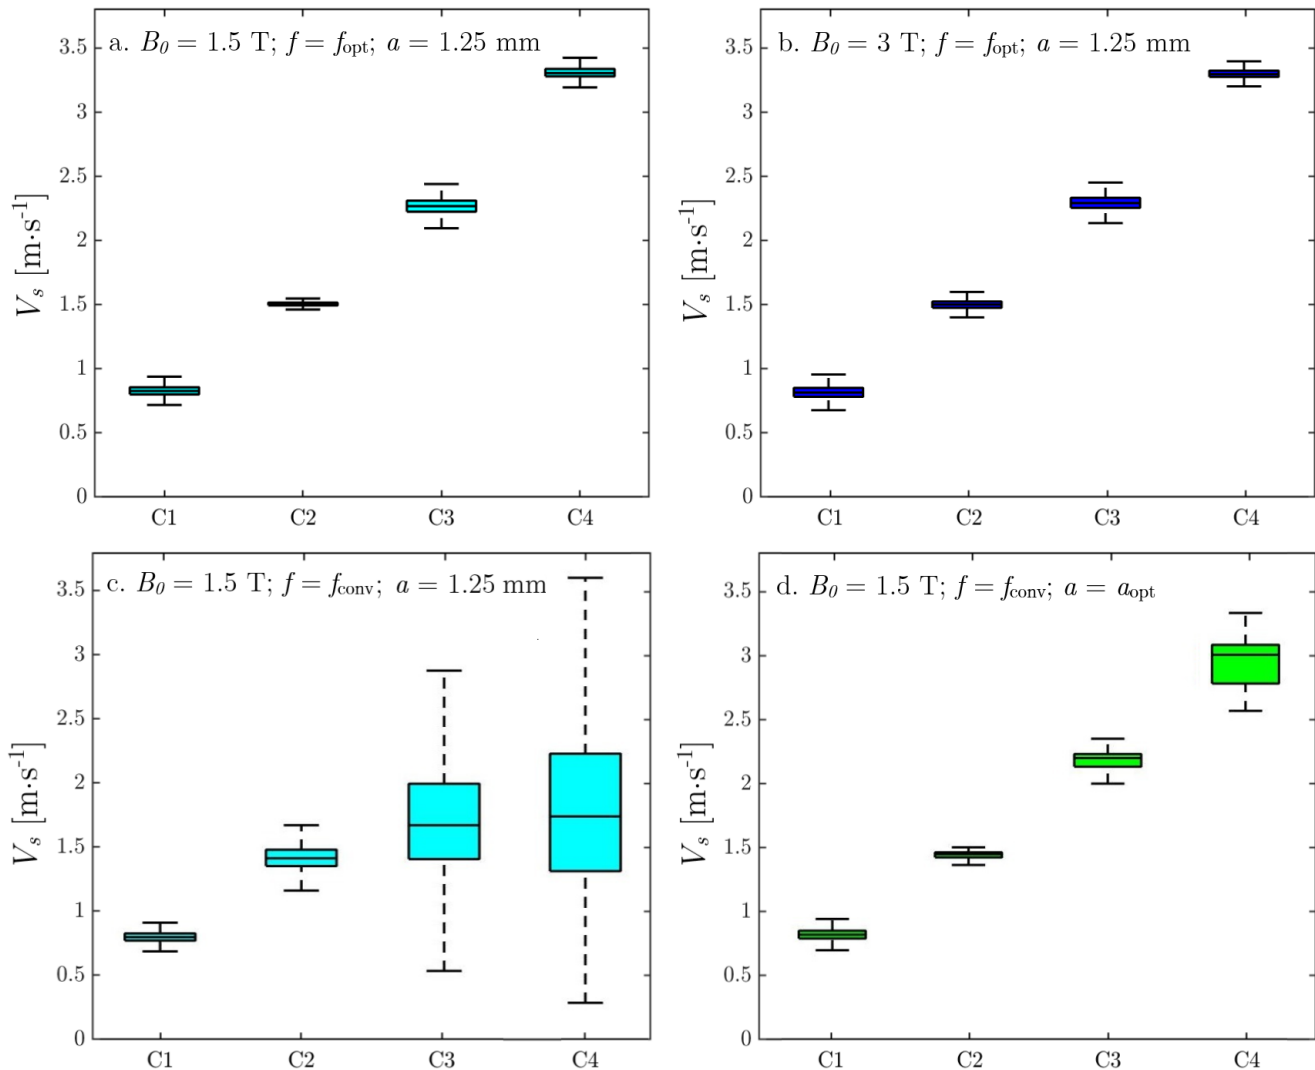 a. B0 = 1.5 T; f = fopt; a = 1.25 mm
3.5
3
2.5
2
1.5
1
0.5
0
Vs [m·s-1]
C1 C2 C3 C4
b. B0 = 3 T; f = fopt; a = 1.25 mm
3.5
3
2.5
2
1.5
1
0.5
0
Vs [m·s-1]
C1 C2 C3 C4
c. B0 = 1.5 T; f = fconv; a = 1.25 mm
3.5
3
2.5
2
1.5
1
0.5
0
Vs [m·s-1]
C1 C2 C3 C4
d. B0 = 1.5 T; f = fconv; a = aopt
3.5
3
2.5
2
1.5
1
0.5
0
Vs [m·s-1]
C1 C2 C3 C4